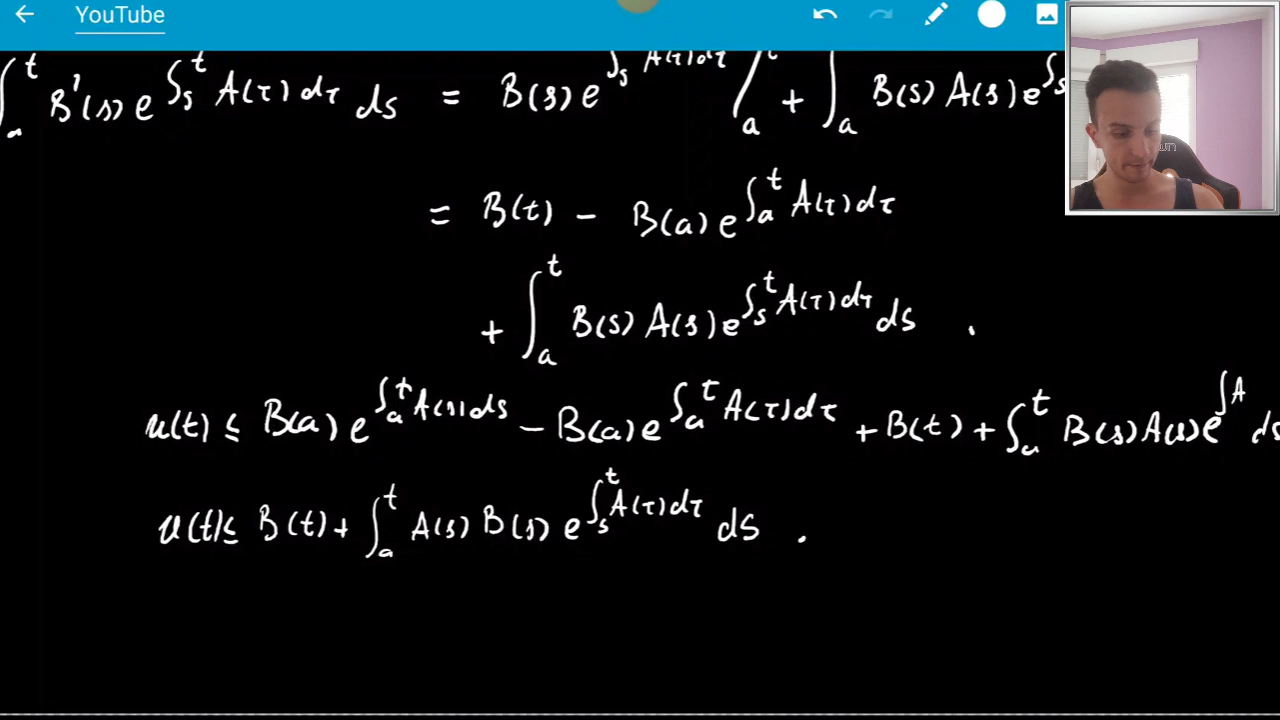 YouTube
∫_a^t B'(s) e^{∫_s^t A(τ)dτ} ds = B(s) e^{∫_s A(τ)dτ} |_a^t + ∫_a B(s) A(s) e^{∫_s
= B(t) - B(a) e^{∫_a^t A(τ)dτ}
+ ∫_a^t B(s) A(s) e^{∫_s^t A(τ)dτ} ds .
u(t) ≤ B(a) e^{∫_a^t A(s)ds} - B(a) e^{∫_a^t A(τ)dτ} + B(t) + ∫_a^t B(s) A(s) e^{∫A} ds
u(t) ≤ B(t) + ∫_a^t A(s) B(s) e^{∫_s^t A(τ)dτ} ds .